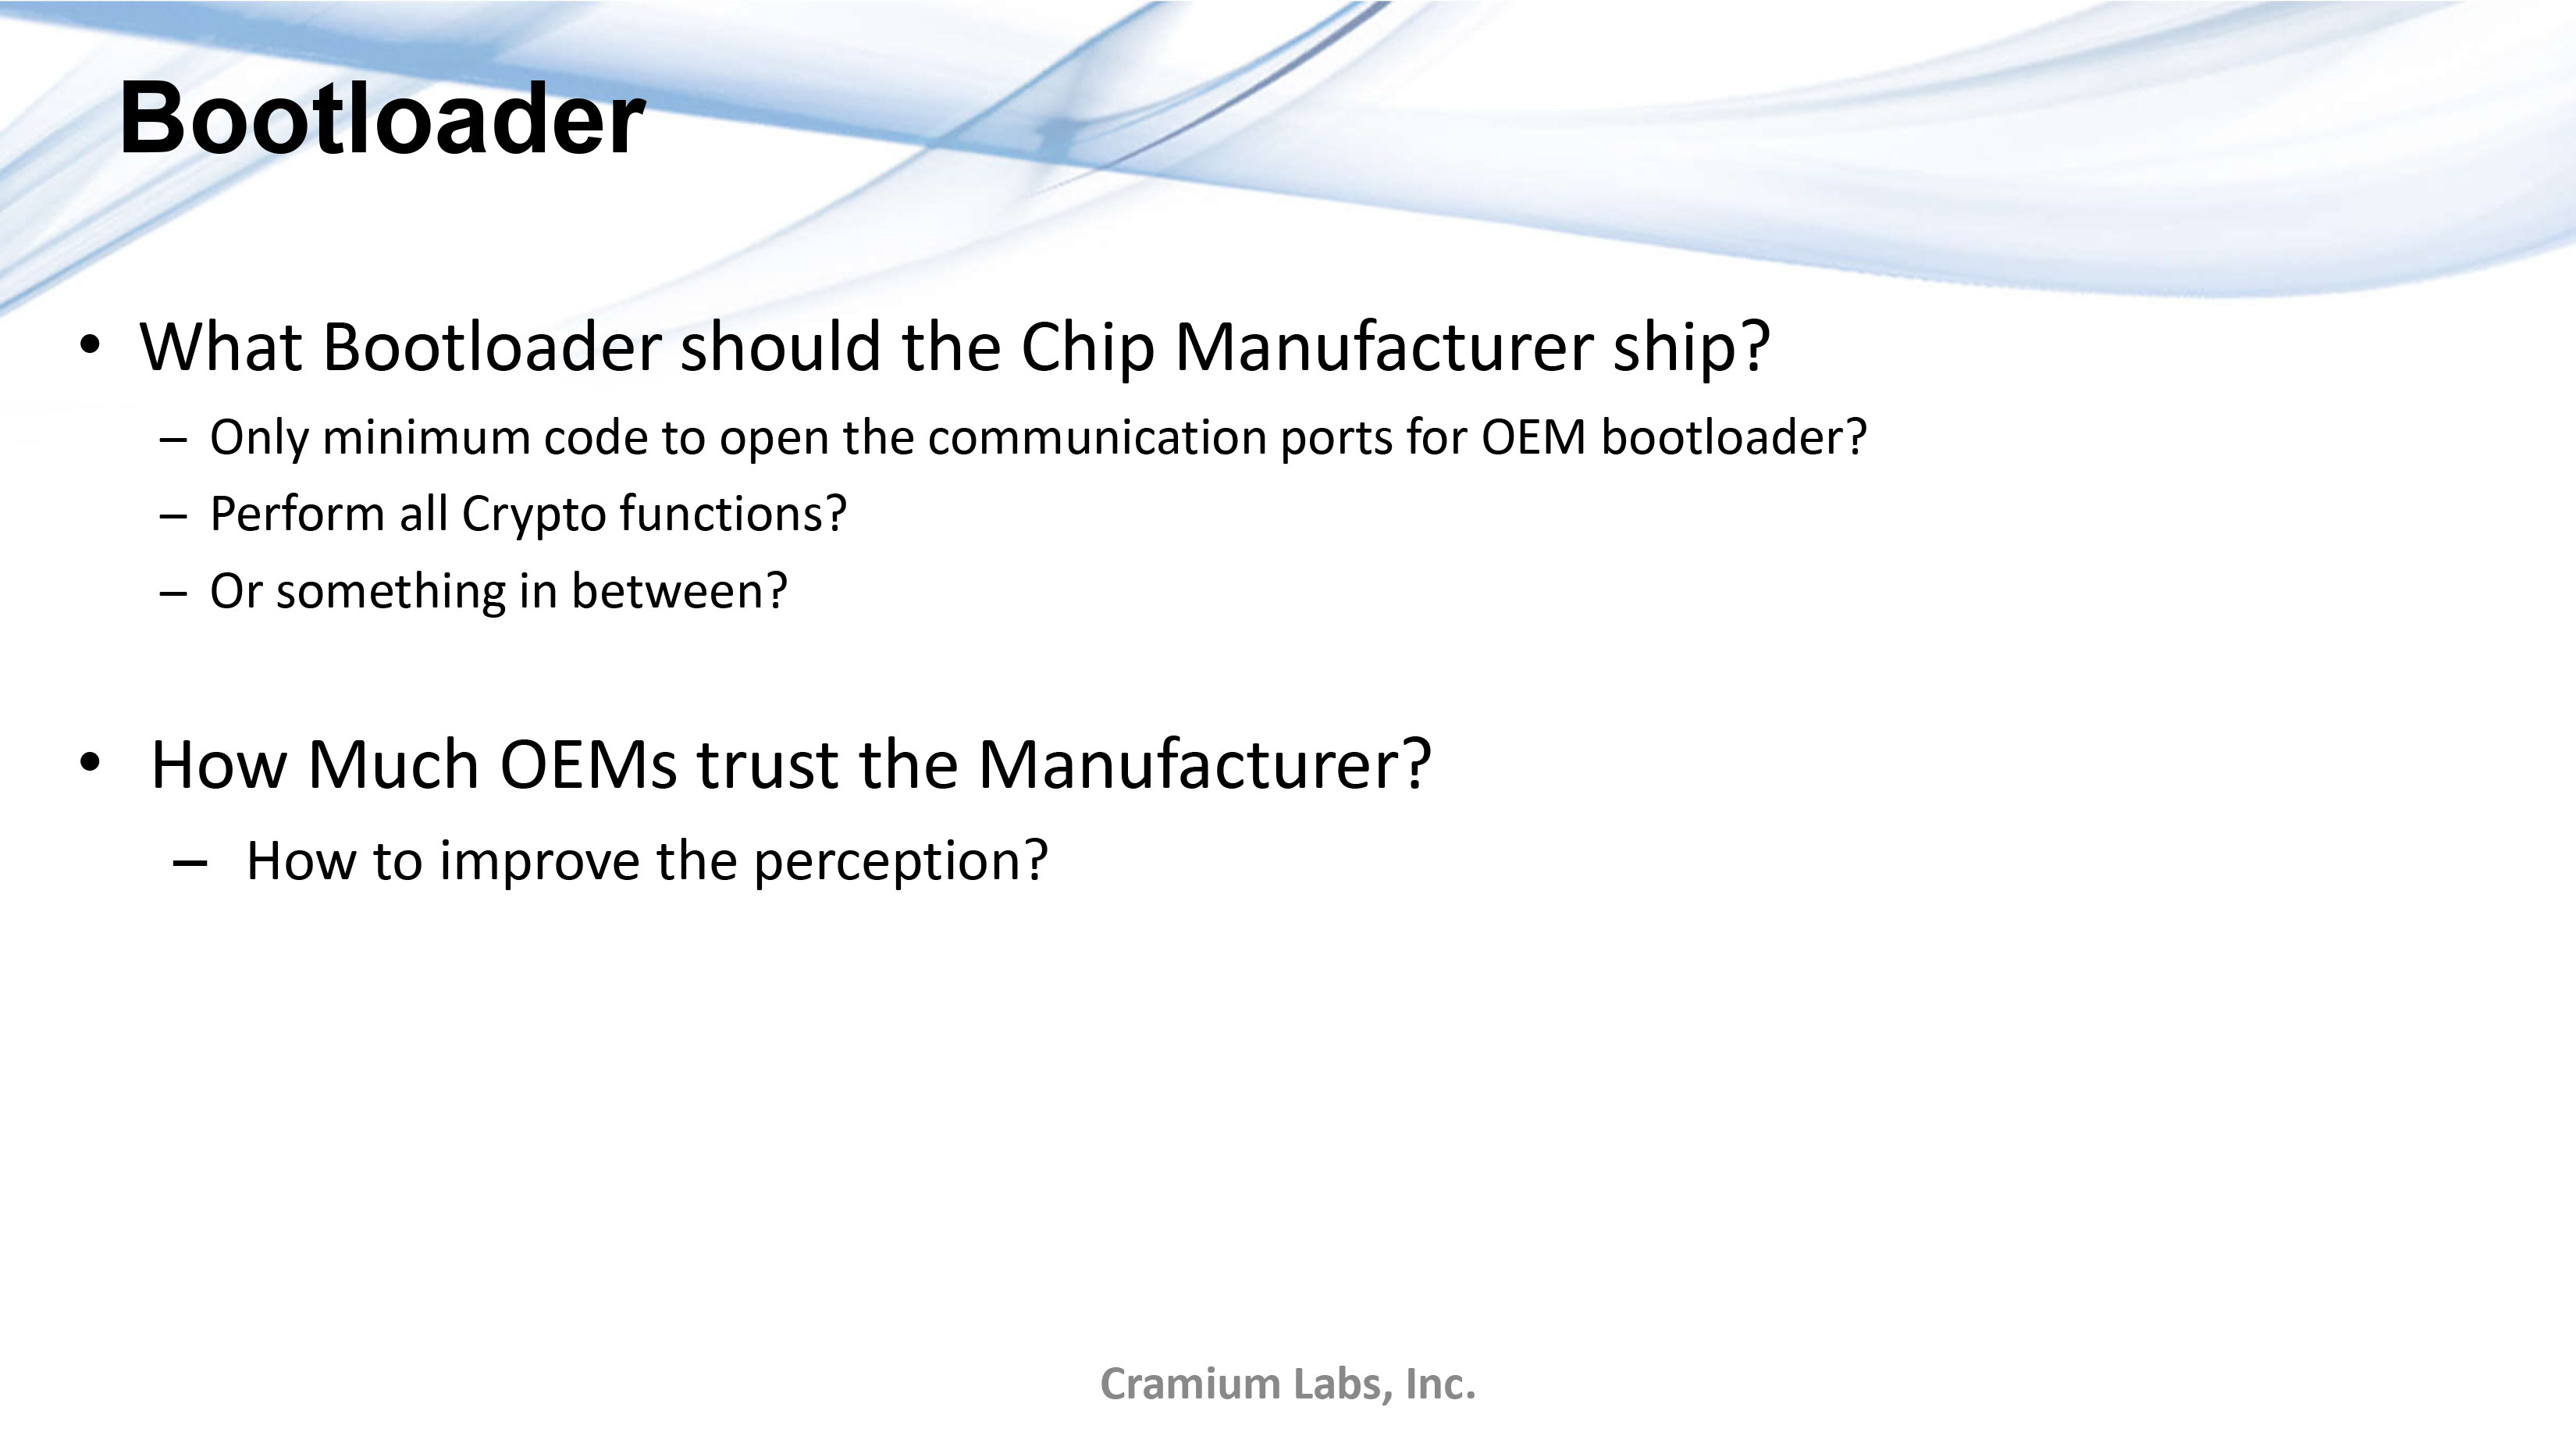 Bootloader
• What Bootloader should the Chip Manufacturer ship?
– Only minimum code to open the communication ports for OEM bootloader?
– Perform all Crypto functions?
– Or something in between?
• How Much OEMs trust the Manufacturer?
– How to improve the perception?
Cramium Labs, Inc.